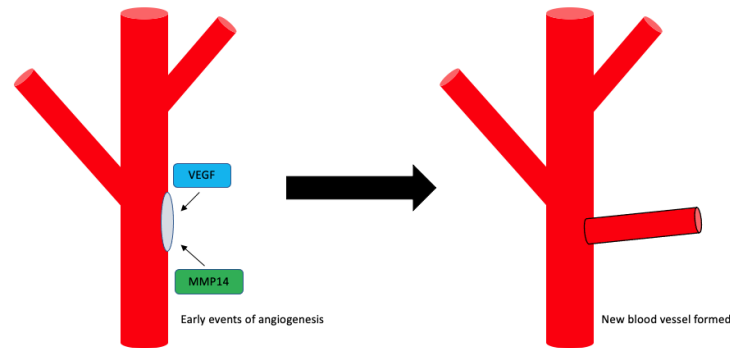 VEGF
MMP14
Early events of angiogenesis
New blood vessel formed